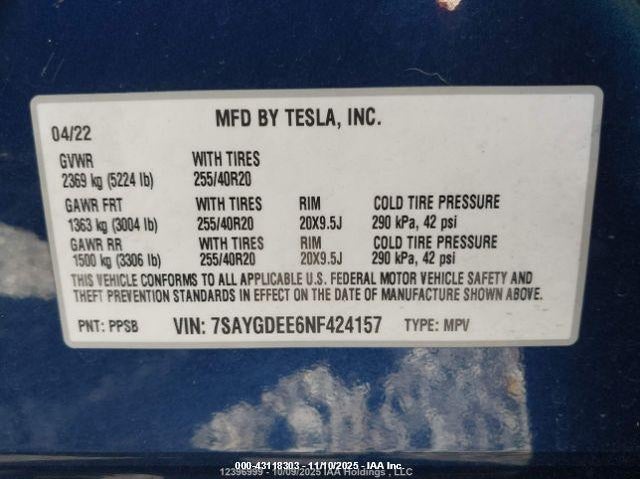 MFD BY TESLA, INC.
04/22
GVWR WITH TIRES
2369 kg (5224 lb) 255/40R20
GAWR FRT WITH TIRES RIM COLD TIRE PRESSURE
1363 kg (3004 lb) 255/40R20 20X9.5J 290 kPa, 42 psi
GAWR RR WITH TIRES RIM COLD TIRE PRESSURE
1500 kg (3306 lb) 255/40R20 20X9.5J 290 kPa, 42 psi
THIS VEHICLE CONFORMS TO ALL APPLICABLE U.S. FEDERAL MOTOR VEHICLE SAFETY AND
THEFT PREVENTION STANDARDS IN EFFECT ON THE DATE OF MANUFACTURE SHOWN ABOVE.
PNT: PPSB VIN: 7SAYGDEE6NF424157 TYPE: MPV
000-43118303 - 11/10/2025 - IAA Inc.
12396999 - 10/09/2025 - IAA Holdings, LLC